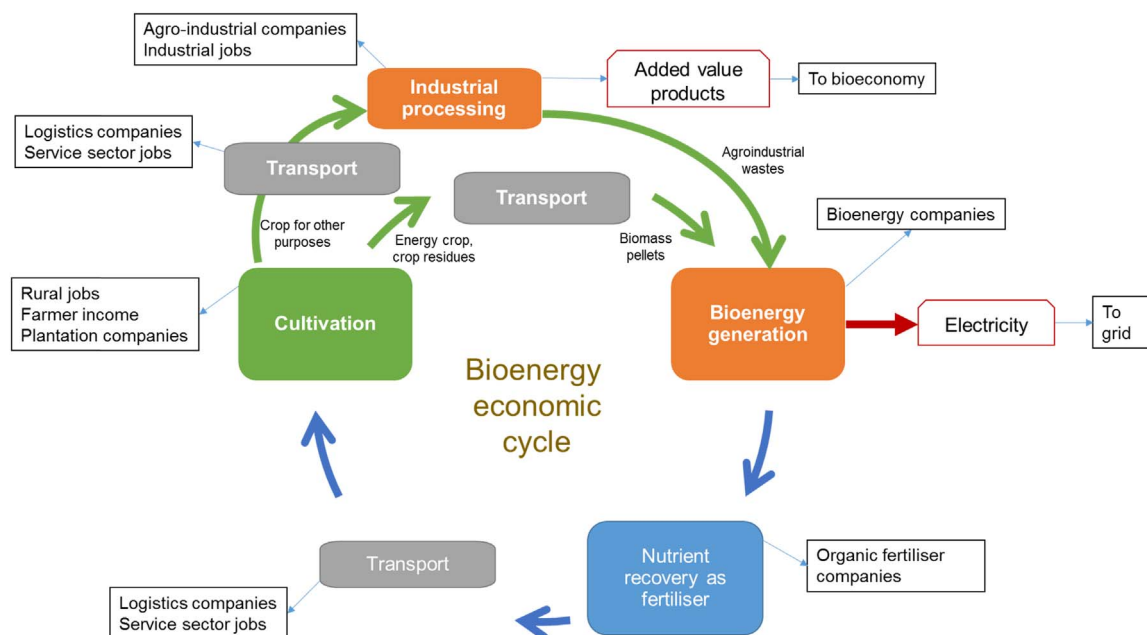 Agro-industrial companies
Industrial jobs
Industrial
processing
Added value
products
To bioeconomy
Logistics companies
Service sector jobs
Transport
Transport
Agroindustrial
wastes
Crop for other
purposes
Energy crop,
crop residues
Biomass
pellets
Bioenergy companies
Rural jobs
Farmer income
Plantation companies
Cultivation
Bioenergy
generation
Electricity
To
grid
Bioenergy
economic
cycle
Transport
Nutrient
recovery as
fertiliser
Organic fertiliser
companies
Logistics companies
Service sector jobs